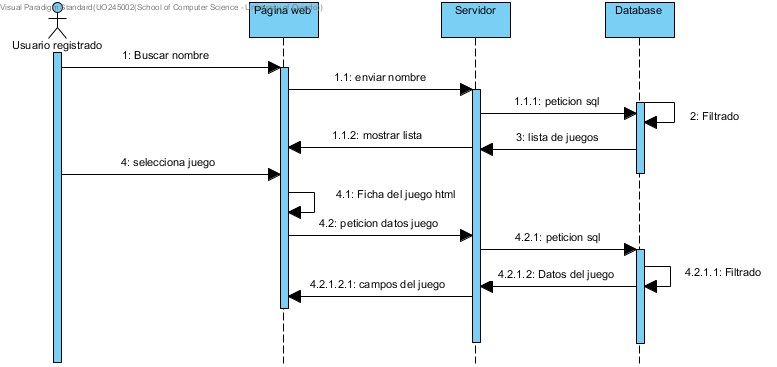 Visual Paradigm Standard(UO245002(School of Computer Science -
Página web
Servidor
Database
Usuario registrado
1: Buscar nombre
1.1: enviar nombre
1.1.1: peticion sql
2: Filtrado
1.1.2: mostrar lista
3: lista de juegos
4: selecciona juego
4.1: Ficha del juego html
4.2: peticion datos juego
4.2.1: peticion sql
4.2.1.1: Filtrado
4.2.1.2: Datos del juego
4.2.1.2.1: campos del juego